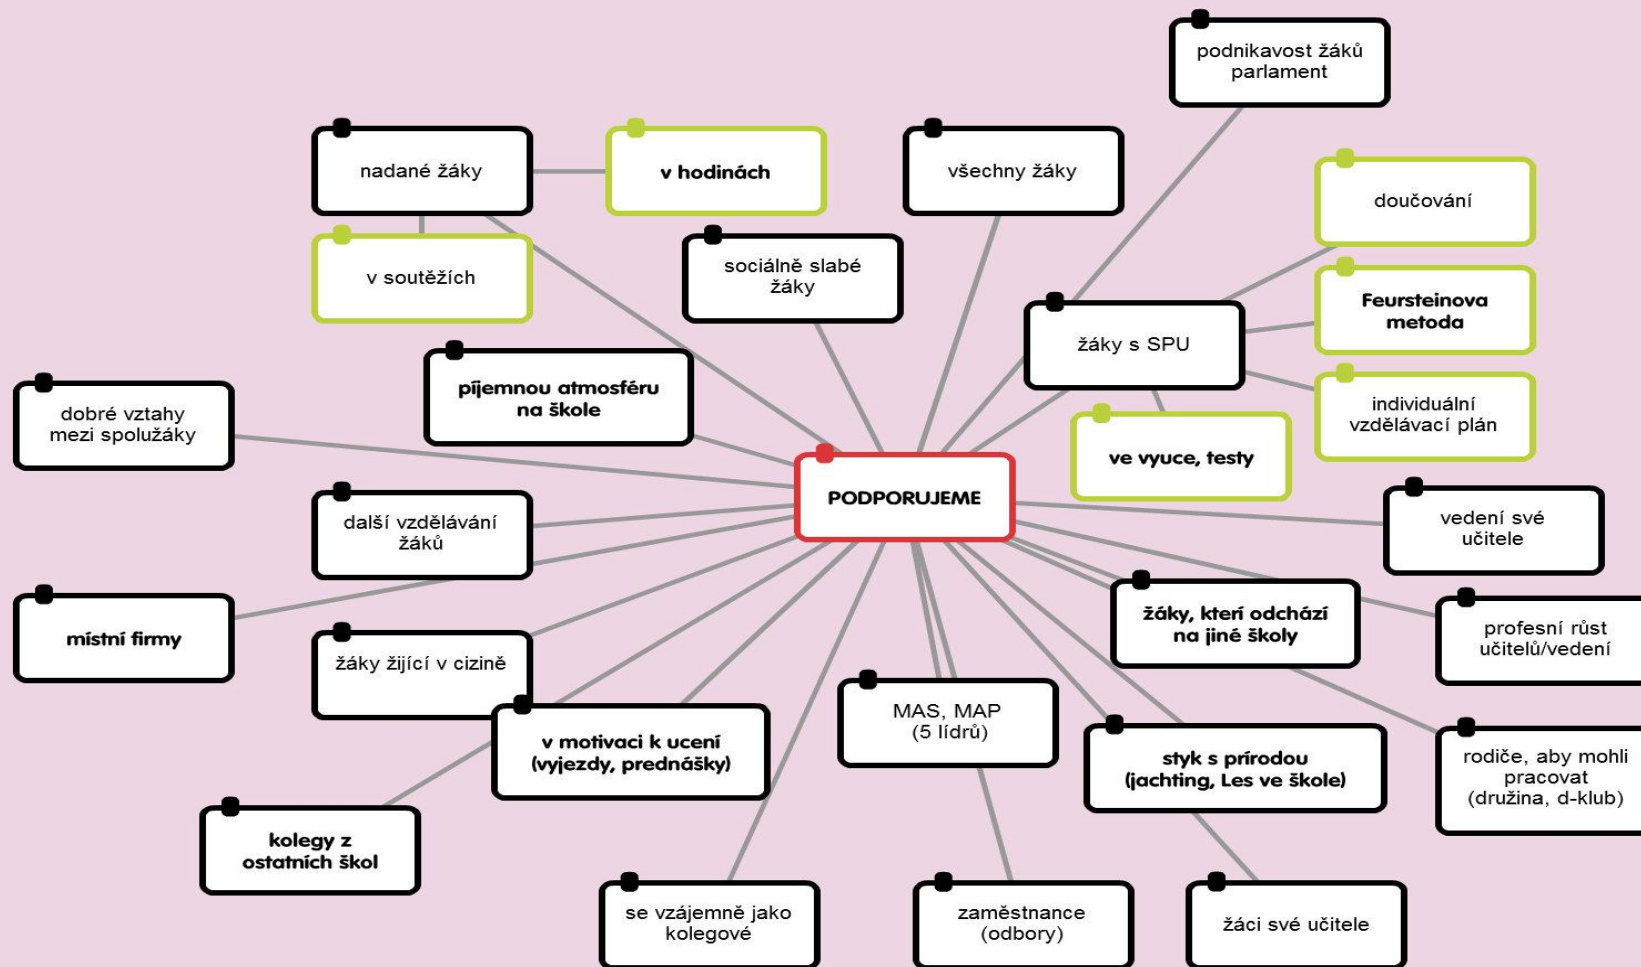 podnikavost žáků
parlament
nadané žáky
v hodinách
všechny žáky
doučování
v soutěžích
sociálně slabé
žáky
Feursteinova
metoda
žáky s SPU
píjemnou atmosféru
na škole
dobré vztahy
mezi spolužáky
individuální
vzdělávací plán
ve vyuce, testy
PODPORUJEME
další vzdělávání
žáků
vedení své
učitele
místní firmy
žáky, kterí odchází
na jiné školy
profesní růst
učitelů/vedení
žáky žijící v cizině
MAS, MAP
(5 lídrů)
v motivaci k ucení
(vyjezdy, prednášky)
styk s prírodou
(jachting, Les ve škole)
rodiče, aby mohli
pracovat
(družina, d-klub)
kolegy z
ostatních škol
se vzájemně jako
kolegové
zaměstnance
(odbory)
žáci své učitele